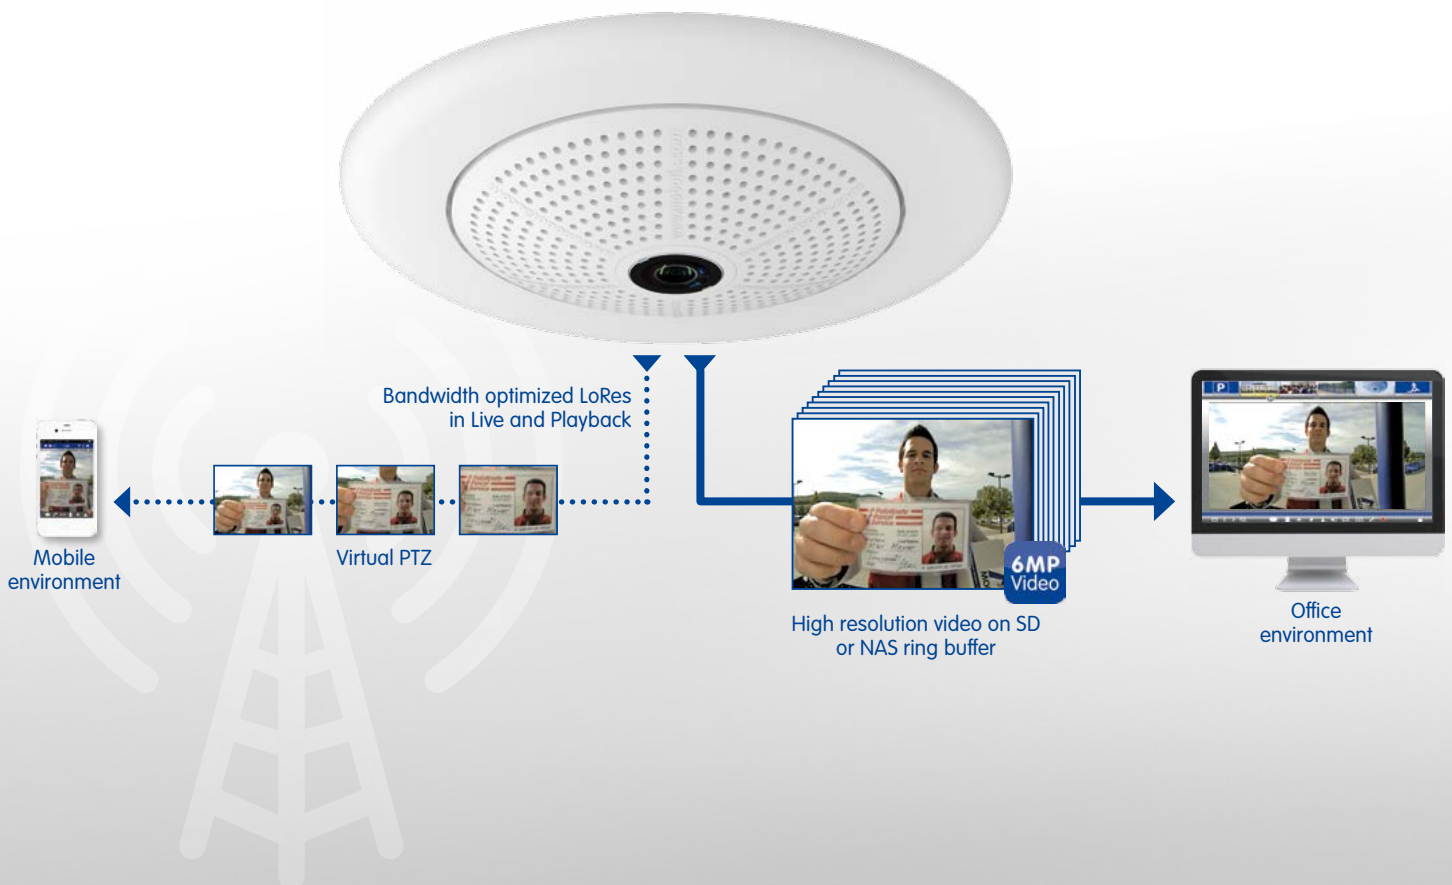 Bandwidth optimized LoRes
in Live and Playback
Mobile
environment
Virtual PTZ
6MP
Video
High resolution video on SD
or NAS ring buffer
P
Office
environment